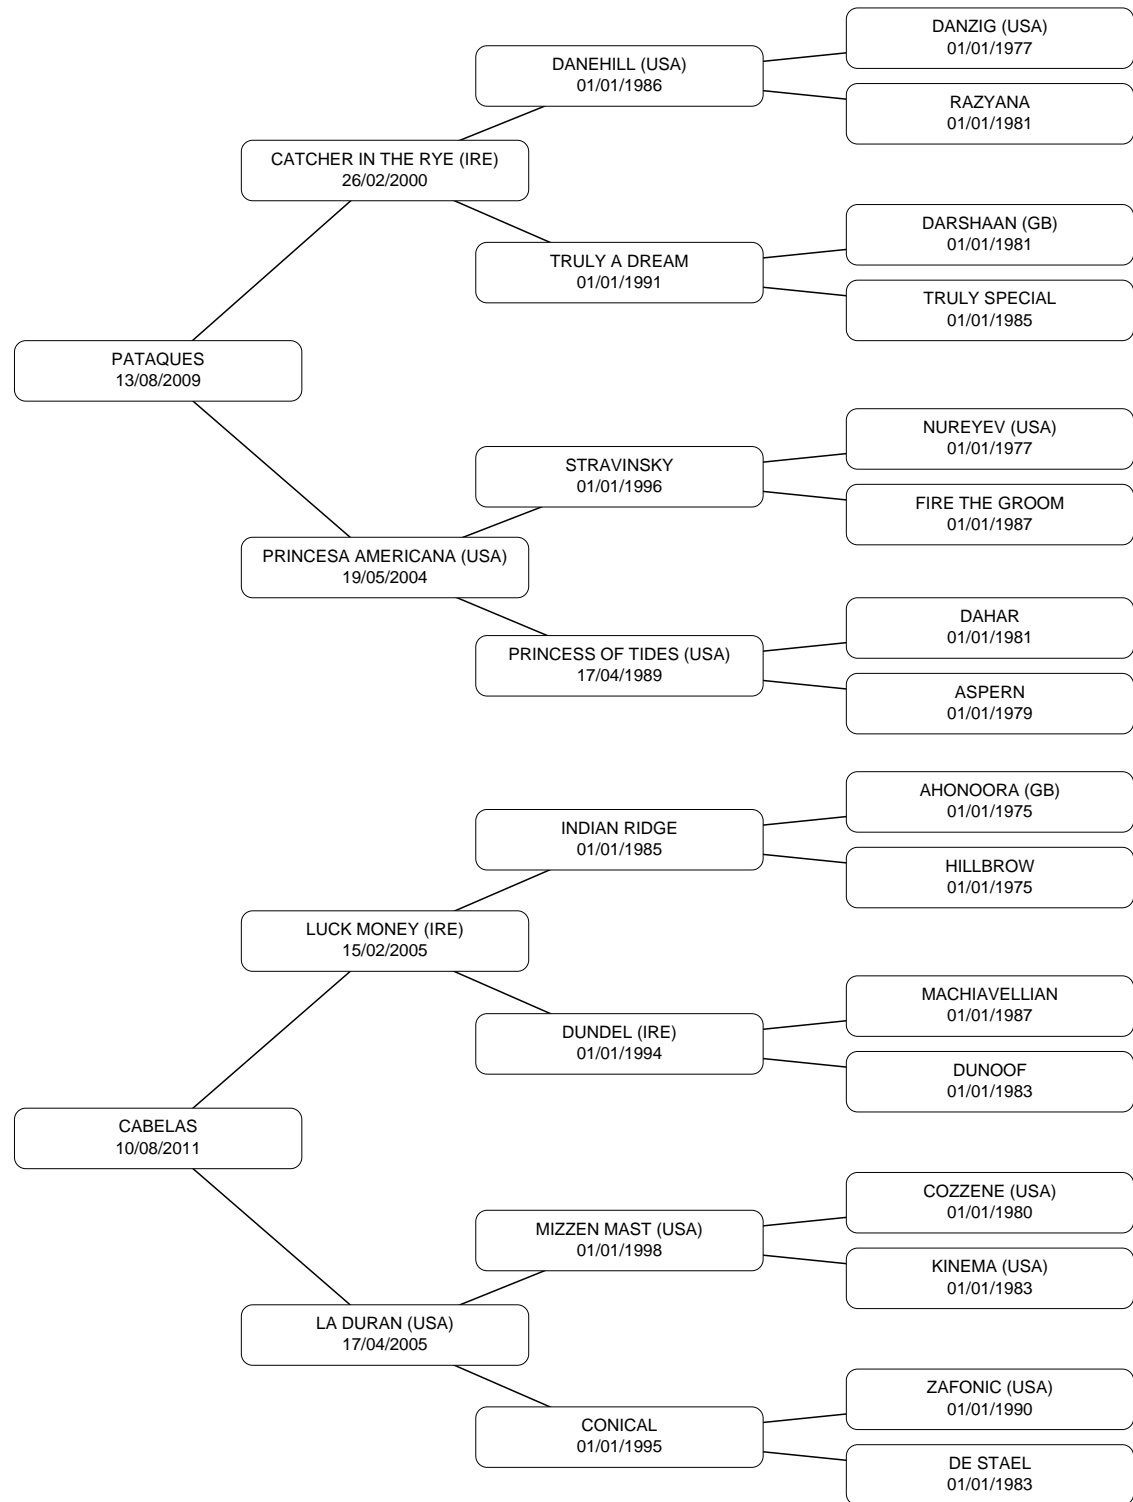 DANZIG (USA)
01/01/1977
DANEHILL (USA)
01/01/1986
RAZYANA
01/01/1981
CATCHER IN THE RYE (IRE)
26/02/2000
DARSHAAN (GB)
01/01/1981
TRULY A DREAM
01/01/1991
TRULY SPECIAL
01/01/1985
PATAQUES
13/08/2009
NUREYEV (USA)
01/01/1977
STRAVINSKY
01/01/1996
FIRE THE GROOM
01/01/1987
PRINCESA AMERICANA (USA)
19/05/2004
DAHAR
01/01/1981
PRINCESS OF TIDES (USA)
17/04/1989
ASPERN
01/01/1979
AHONOORA (GB)
01/01/1975
INDIAN RIDGE
01/01/1985
HILLBROW
01/01/1975
LUCK MONEY (IRE)
15/02/2005
MACHIAVELLIAN
01/01/1987
DUNDEL (IRE)
01/01/1994
DUNOOF
01/01/1983
CABELAS
10/08/2011
COZZENE (USA)
01/01/1980
MIZZEN MAST (USA)
01/01/1998
KINEMA (USA)
01/01/1983
LA DURAN (USA)
17/04/2005
ZAFONIC (USA)
01/01/1990
CONICAL
01/01/1995
DE STAEL
01/01/1983